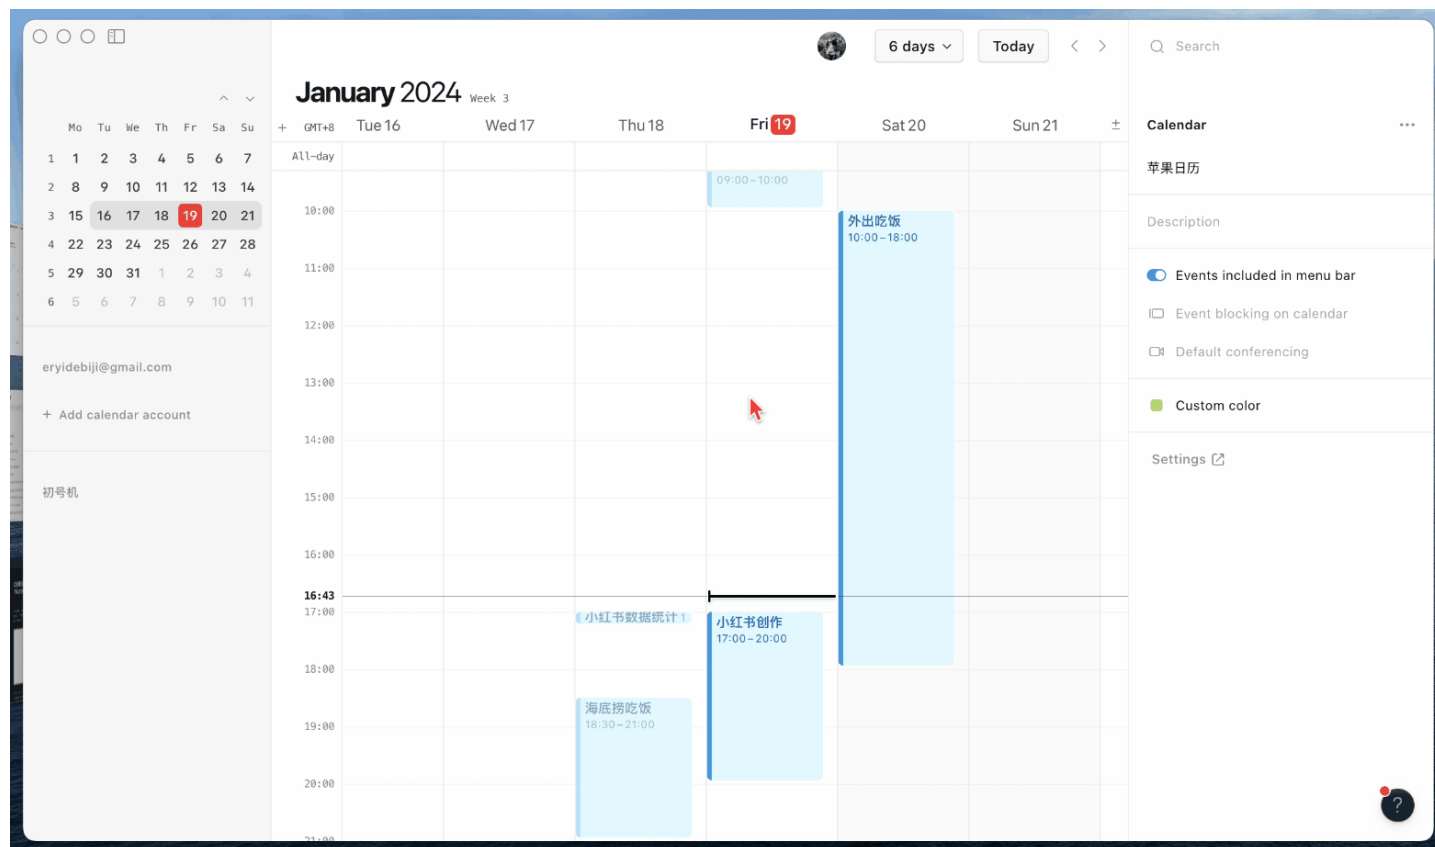 Mo Tu We Th Fr Sa Su
1 1 2 3 4 5 6 7
2 8 9 10 11 12 13 14
3 15 16 17 18 19 20 21
4 22 23 24 25 26 27 28
5 29 30 31 1 2 3 4
6 5 6 7 8 9 10 11
eryidebiji@gmail.com
+ Add calendar account
初号机
6 days
Today
January 2024 Week 3
+ GMT+8 Tue 16 Wed 17 Thu 18 Fri 19 Sat 20 Sun 21 ±
All-day
09:00–10:00
10:00
外出吃饭
10:00–18:00
11:00
12:00
13:00
14:00
15:00
16:00
16:43
17:00
小红书数据统计 1
小红书创作
17:00–20:00
18:00
海底捞吃饭
18:30–21:00
19:00
20:00
21:00
Search
Calendar
苹果日历
Description
Events included in menu bar
Event blocking on calendar
Default conferencing
Custom color
Settings
?